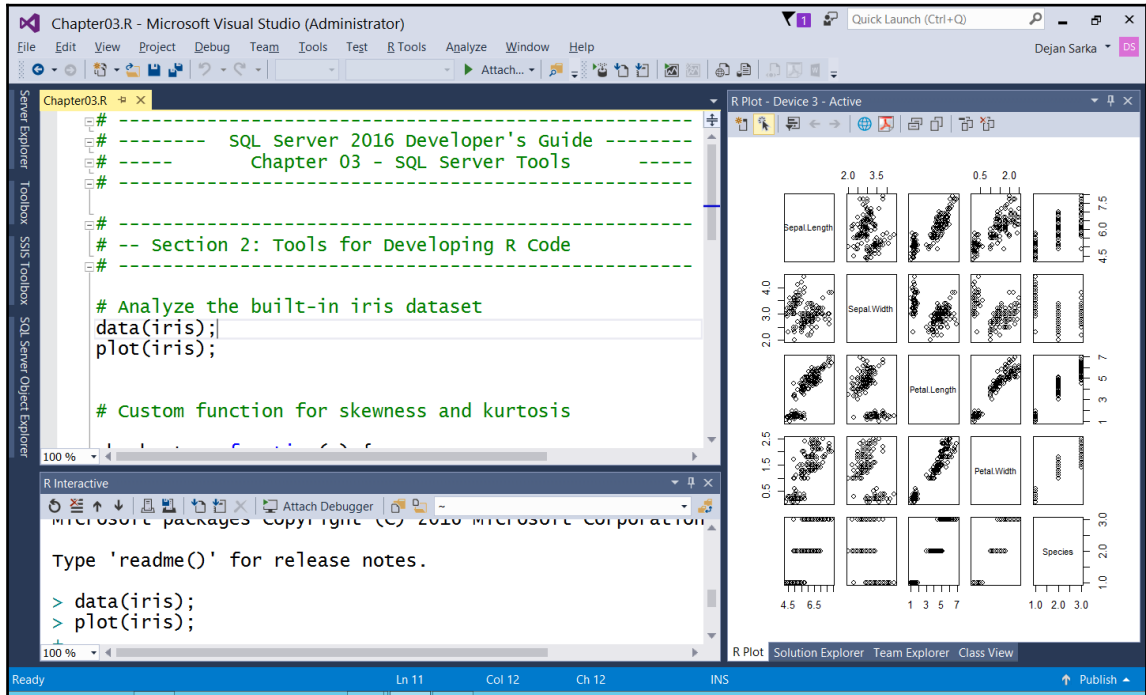 Chapter03.R - Microsoft Visual Studio (Administrator)
1
Quick Launch (Ctrl+Q)
File Edit View Project Debug Team Tools Test R Tools Analyze Window Help
Dejan Sarka
DS
Attach...
Server Explorer
Toolbox
SSIS Toolbox
SQL Server Object Explorer
Chapter03.R
# ----------------------------------------------------
# -------- SQL Server 2016 Developer's Guide --------
# ----- Chapter 03 - SQL Server Tools -----
# ----------------------------------------------------
# ----------------------------------------------------
# -- Section 2: Tools for Developing R Code
# ----------------------------------------------------
# Analyze the built-in iris dataset
data(iris);
plot(iris);
# Custom function for skewness and kurtosis
100 %
R Interactive
Attach Debugger
~
Microsoft packages Copyright (C) 2016 Microsoft Corporation
Type 'readme()' for release notes.
> data(iris);
> plot(iris);
+
100 %
R Plot - Device 3 - Active
2.0 3.5
0.5 2.0
Sepal.Length
4.5 6.0 7.5
2.0 3.0 4.0
Sepal.Width
Petal.Length
1 3 5 7
0.5 1.5 2.5
Petal.Width
Species
1.0 2.0 3.0
4.5 6.5
1 3 5 7
1.0 2.0 3.0
R Plot Solution Explorer Team Explorer Class View
Ready
Ln 11
Col 12
Ch 12
INS
Publish